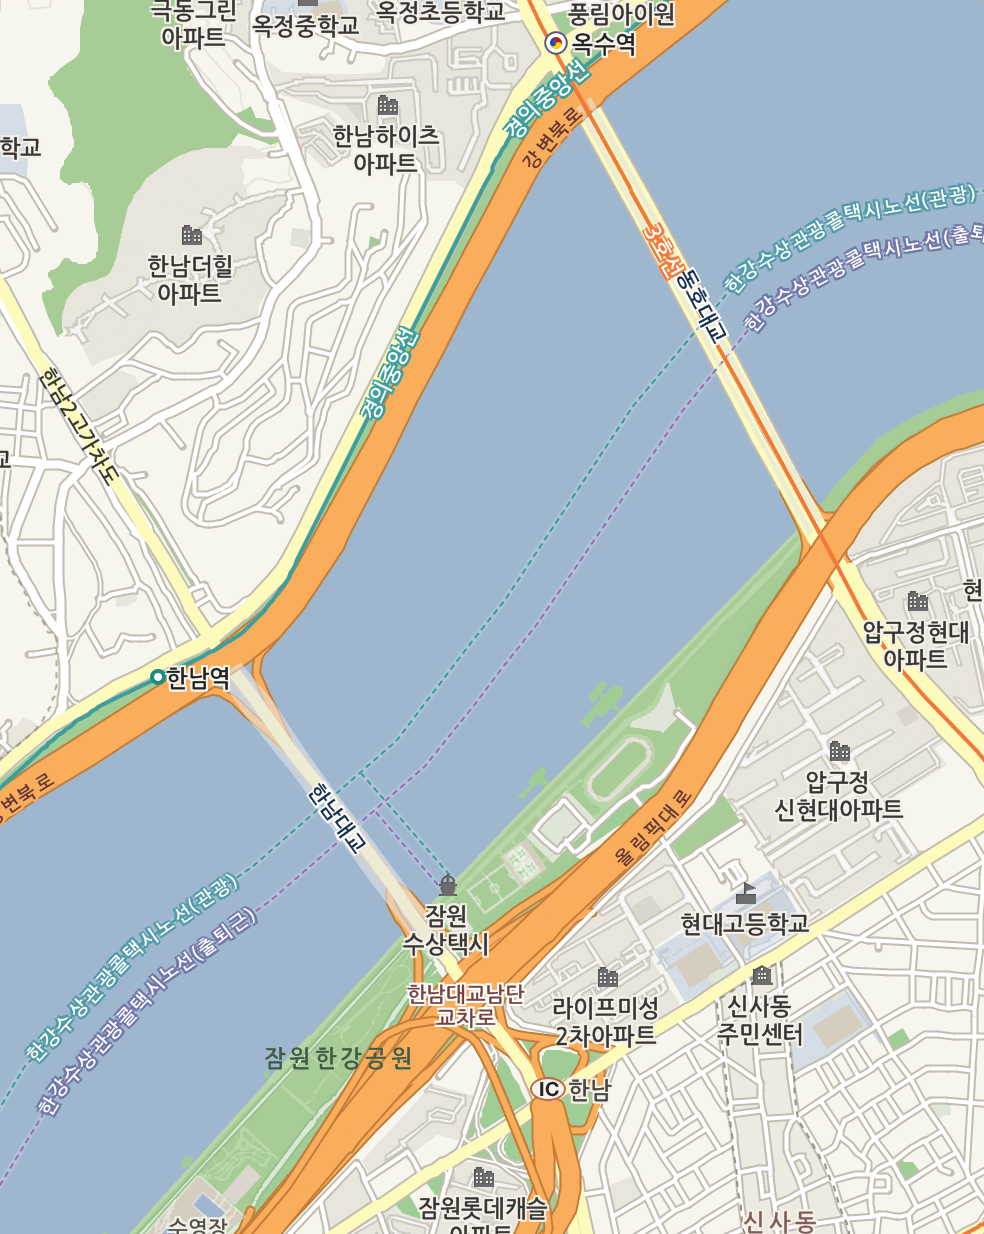 극동그린
아파트
옥정중학교
옥정초등학교
풍림아이원
옥수역
경의중앙선
강변북로
학교
한남하이츠
아파트
한남더힐
아파트
3호선
동호대교
한강수상관광콜택시노선(관광)
한강수상관광콜택시노선(출퇴
경의중앙선
한남2고가차도
교
현
압구정현대
아파트
한남역
변북로
한남대교
압구정
신현대아파트
올림픽대로
한강수상관광콜택시노선(관광)
한강수상관광콜택시노선(출퇴근)
잠원
수상택시
현대고등학교
한남대교남단
교차로
라이프미성
2차아파트
신사동
주민센터
잠원한강공원
IC 한남
잠원롯데캐슬
아파트
수영장
신사동